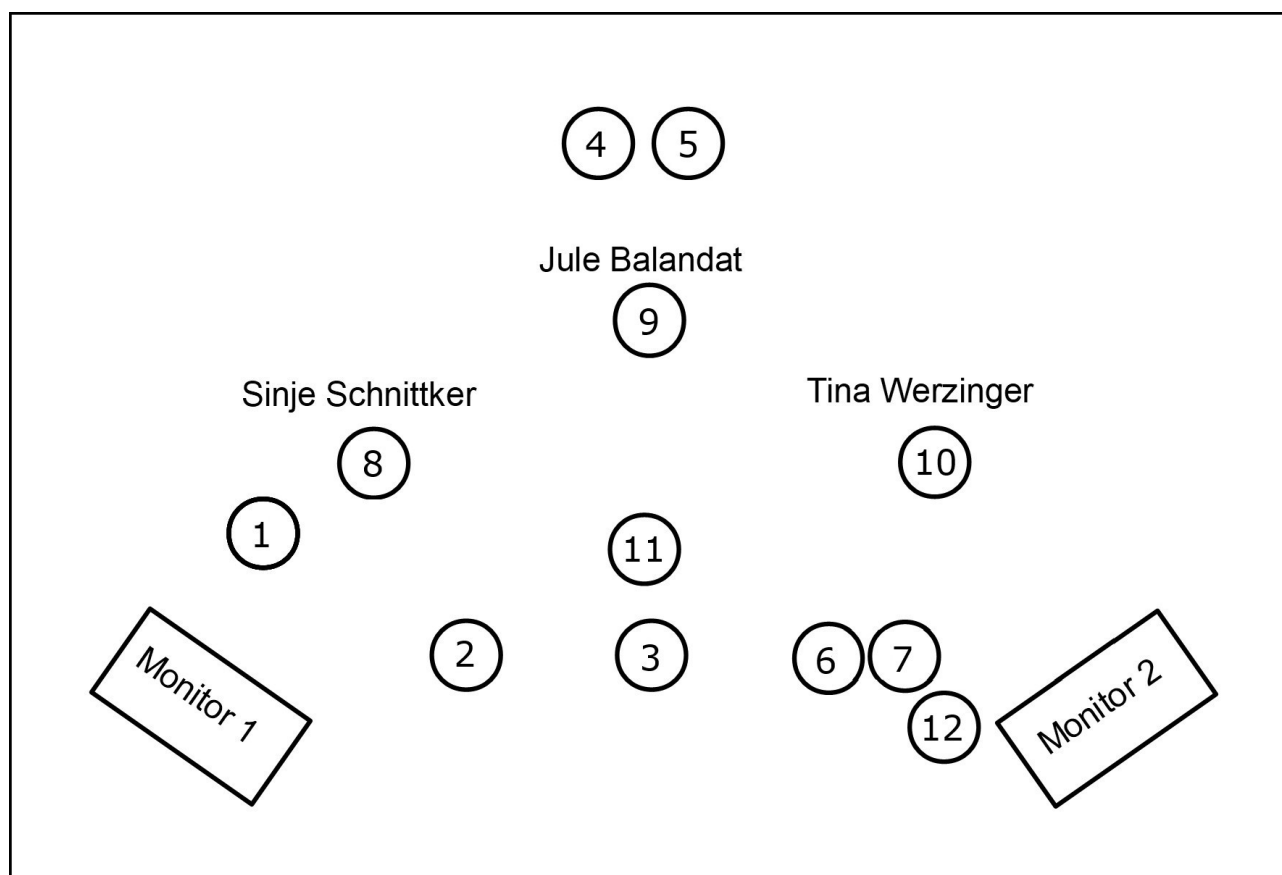 4 5
Jule Balandat
9
Sinje Schnittker
Tina Werzinger
8
10
1
11
2
3
6
7
12
Monitor 1
Monitor 2